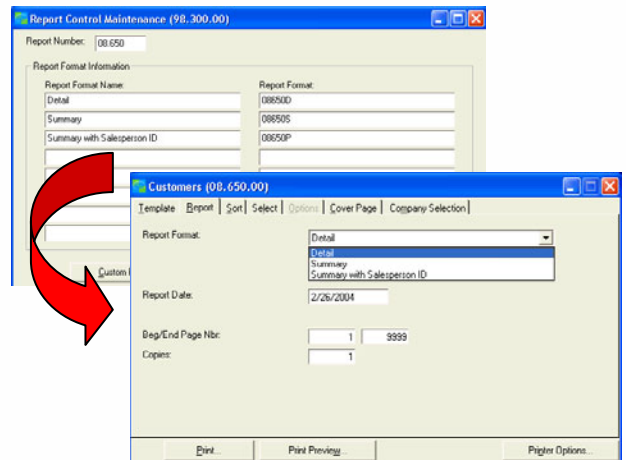 Report Control Maintenance (98.300.00)
Report Number: 08.650
Report Format Information
Report Format Name: Report Format:
Detail 08650D
Summary 08650S
Summary with Salesperson ID 08650P
Custom
Customers (08.650.00)
Template Report Sort Select Options Cover Page Company Selection
Report Format: Detail
Detail
Summary
Summary with Salesperson ID
Report Date: 2/26/2004
Beg/End Page Nbr: 1 9999
Copies: 1
Print... Print Preview... Printer Options...